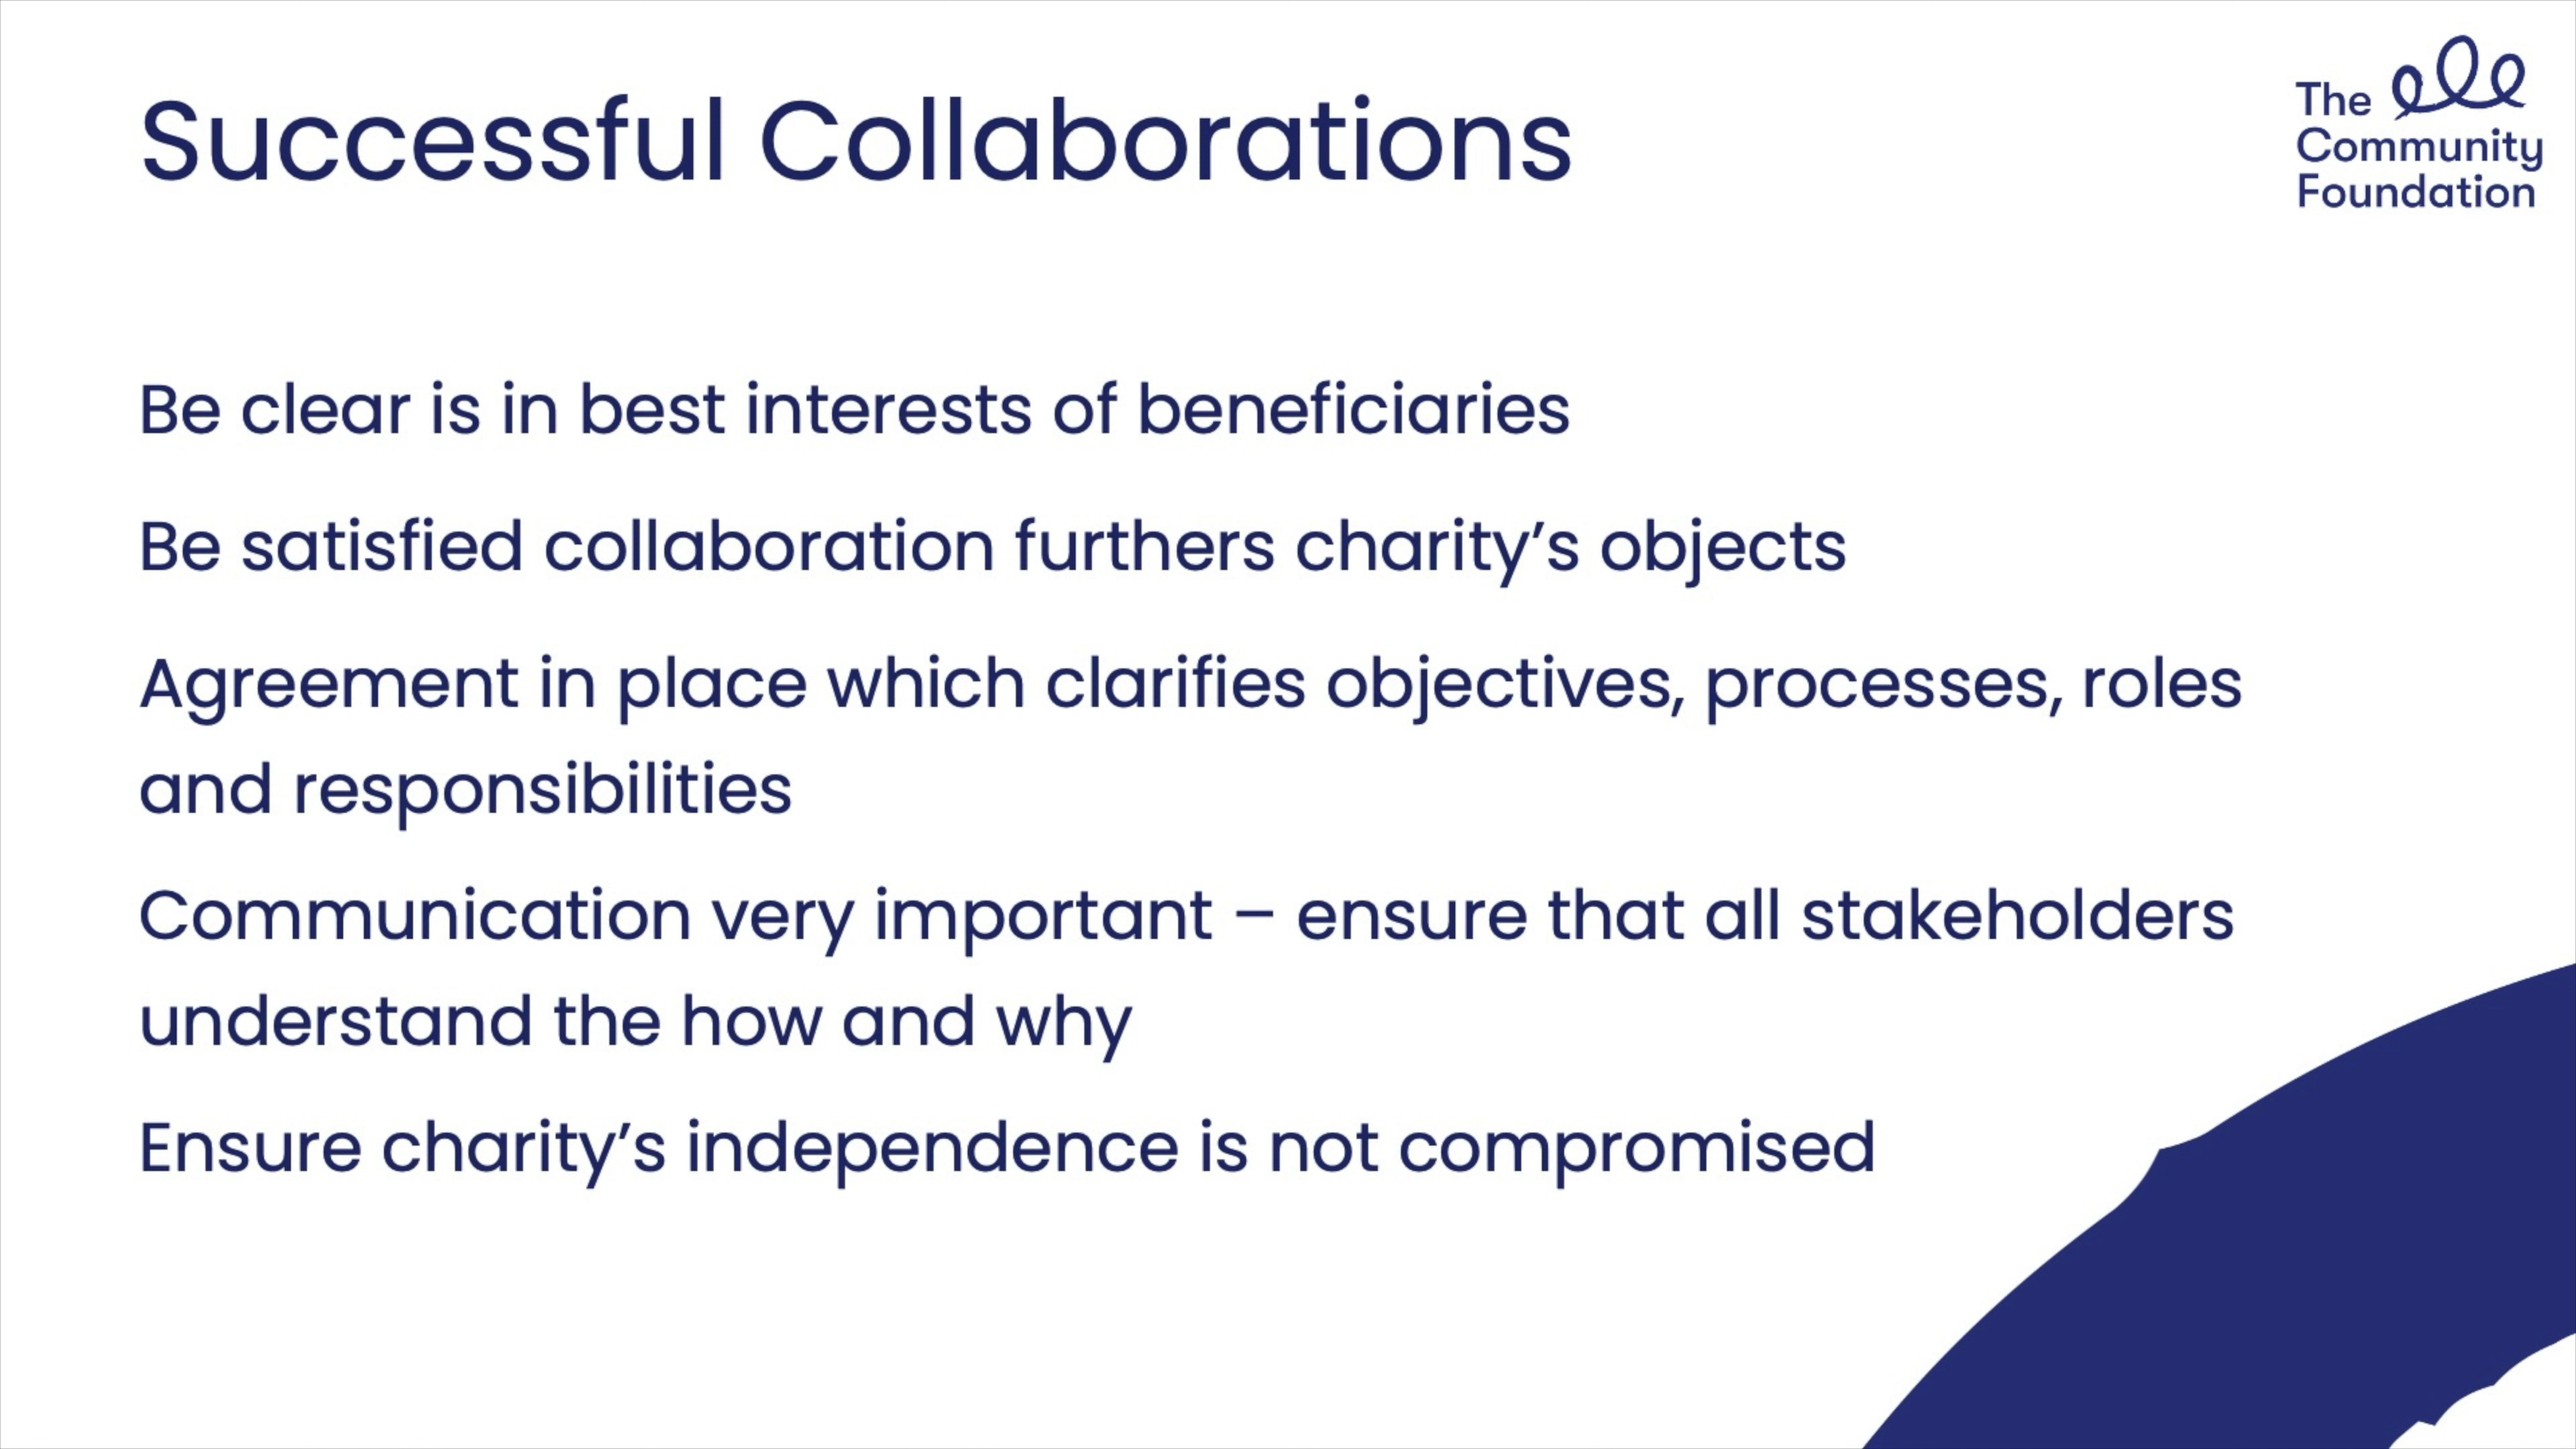 Successful Collaborations
The
Community
Foundation
Be clear is in best interests of beneficiaries
Be satisfied collaboration furthers charity’s objects
Agreement in place which clarifies objectives, processes, roles
and responsibilities
Communication very important – ensure that all stakeholders
understand the how and why
Ensure charity’s independence is not compromised